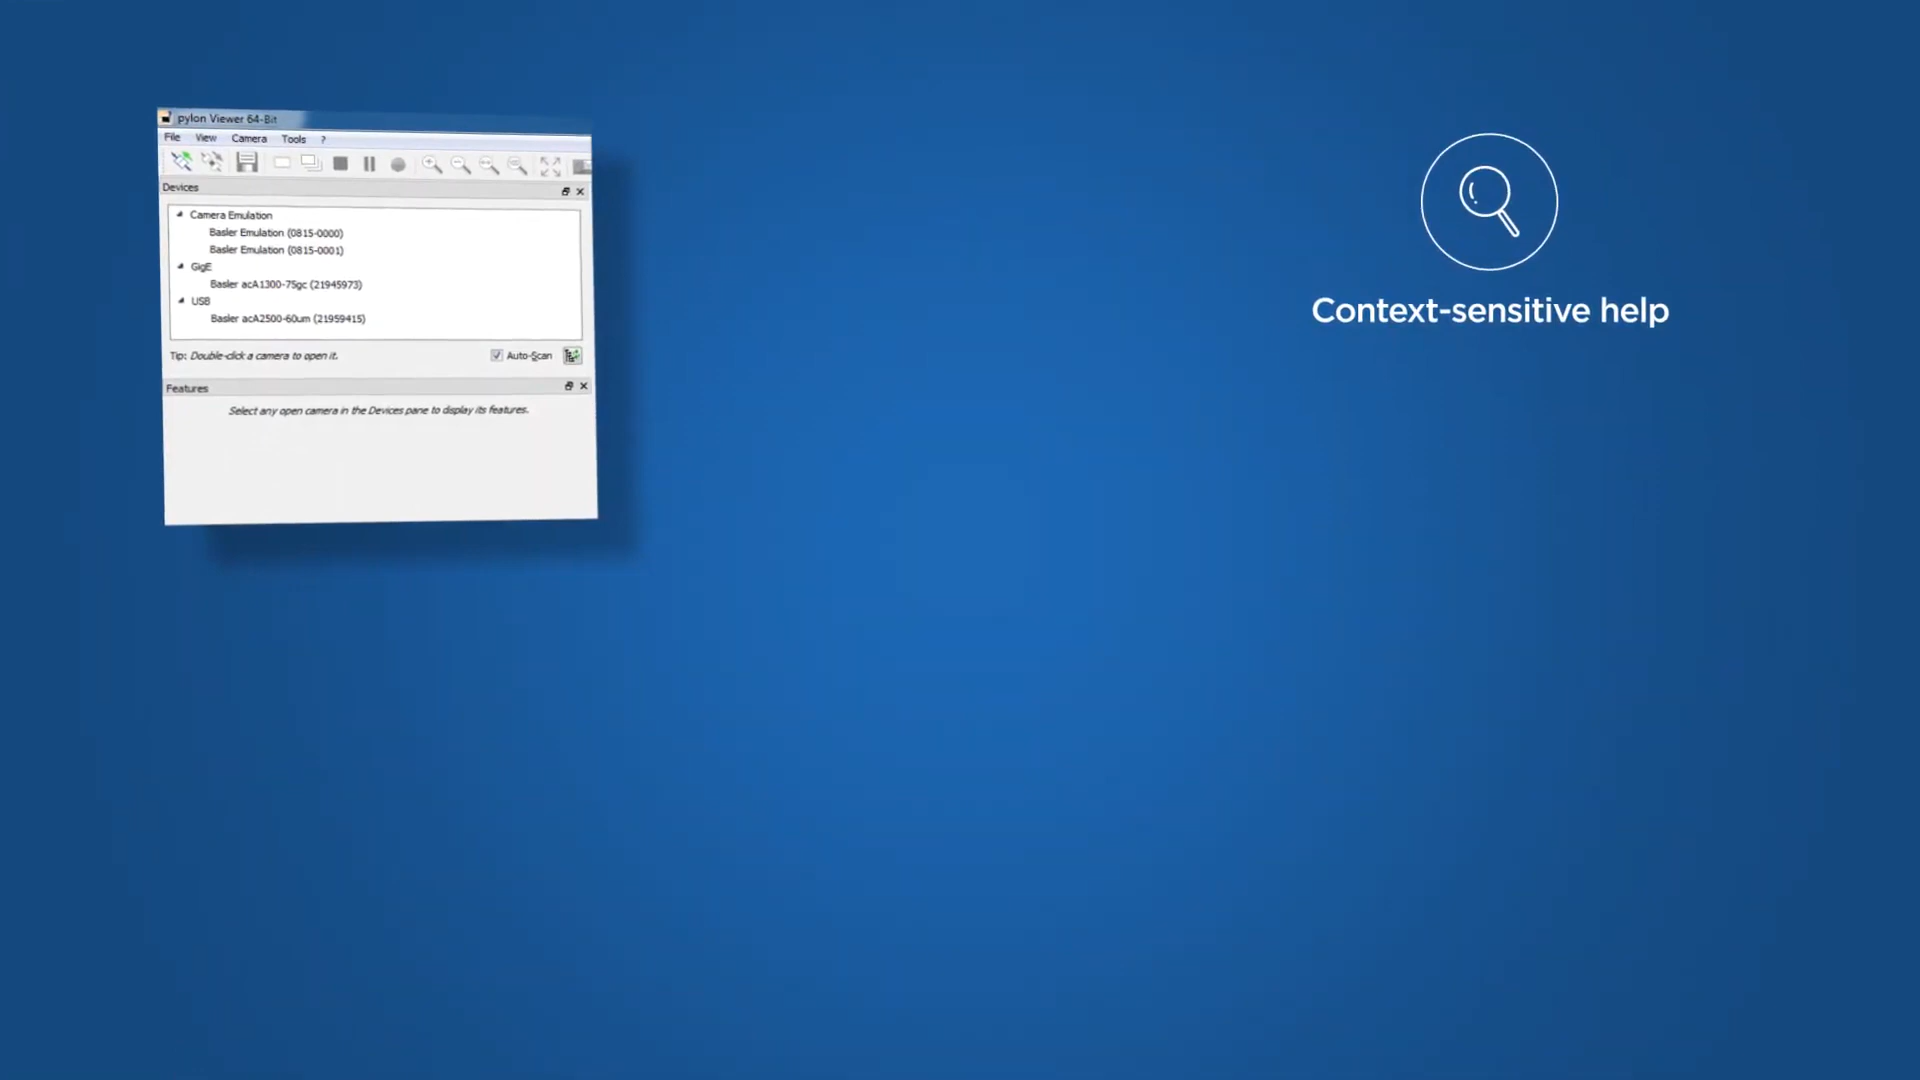 pylon Viewer 64-Bit
File View Camera Tools ?
Devices
Camera Emulation
Basler Emulation (0815-0000)
Basler Emulation (0815-0001)
GigE
Basler acA1300-75gc (21945973)
USB
Basler acA2500-60um (21959415)
Tip: Double-click a camera to open it.
Auto-Scan
Features
Select any open camera in the Devices pane to display its features.
Context-sensitive help